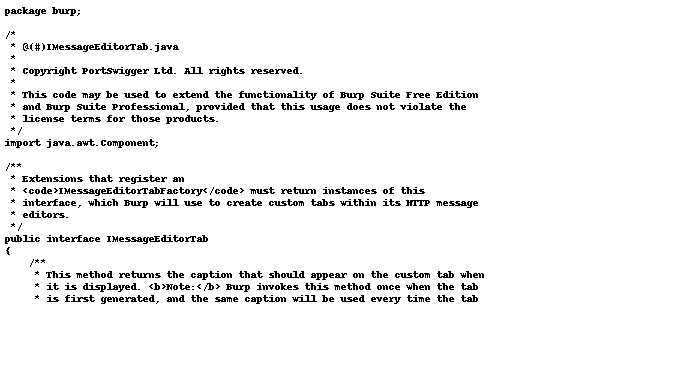 package burp;

/*
 * @(#)IMessageEditorTab.java
 *
 * Copyright PortSwigger Ltd. All rights reserved.
 *
 * This code may be used to extend the functionality of Burp Suite Free Edition
 * and Burp Suite Professional, provided that this usage does not violate the
 * license terms for those products.
 */
import java.awt.Component;

/**
 * Extensions that register an
 * <code>IMessageEditorTabFactory</code> must return instances of this
 * interface, which Burp will use to create custom tabs within its HTTP message
 * editors.
 */
public interface IMessageEditorTab
{
    /**
     * This method returns the caption that should appear on the custom tab when
     * it is displayed. <b>Note:</b> Burp invokes this method once when the tab
     * is first generated, and the same caption will be used every time the tab